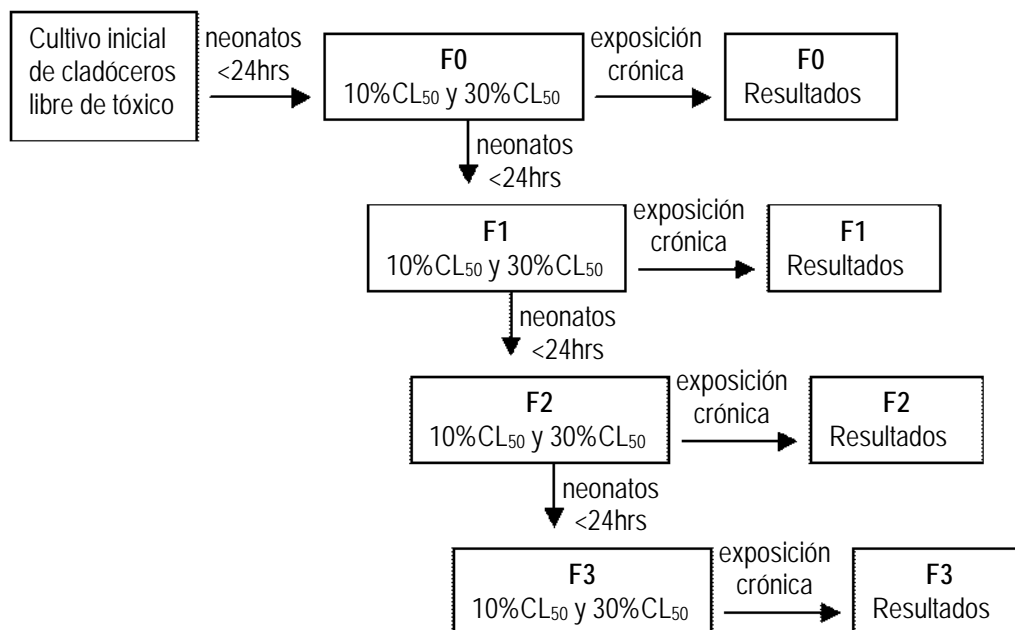 Cultivo inicial
de cladóceros
libre de tóxico
neonatos
<24hrs
F0
10%CL₅₀ y 30%CL₅₀
exposición
crónica
F0
Resultados
neonatos
<24hrs
F1
10%CL₅₀ y 30%CL₅₀
exposición
crónica
F1
Resultados
neonatos
<24hrs
F2
10%CL₅₀ y 30%CL₅₀
exposición
crónica
F2
Resultados
neonatos
<24hrs
F3
10%CL₅₀ y 30%CL₅₀
exposición
crónica
F3
Resultados